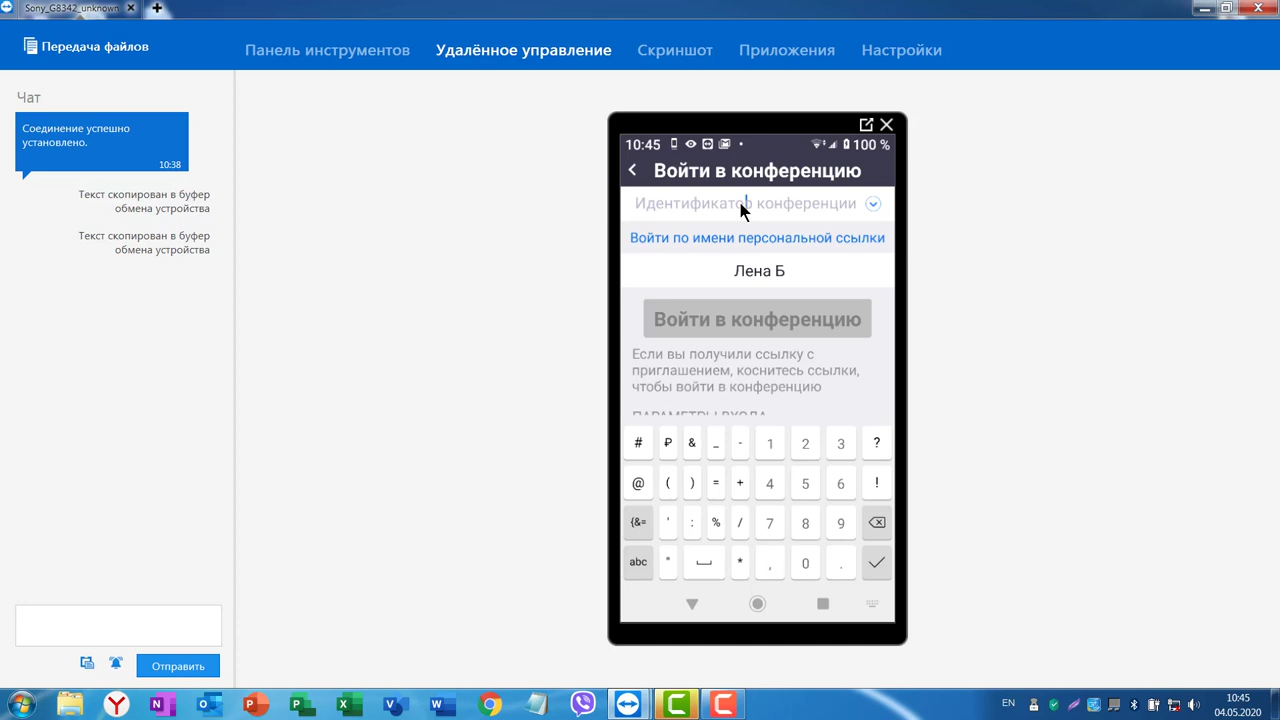 Sony_G8342_unknown
Передача файлов
Панель инструментов
Удалённое управление
Скриншот
Приложения
Настройки
Чат
Соединение успешно
установлено.
10:38
Текст скопирован в буфер
обмена устройства
Текст скопирован в буфер
обмена устройства
Отправить
10:45
100 %
Войти в конференцию
Идентификатор конференции
Войти по имени персональной ссылки
Лена Б
Войти в конференцию
Если вы получили ссылку с
приглашением, коснитесь ссылки,
чтобы войти в конференцию
ПАРАМЕТРЫ ВХОДА
# ₽ & _ - 1 2 3 ?
@ ( ) = + 4 5 6 !
{&= ' : % / 7 8 9
abc " * , 0 .
EN
10:45
04.05.2020